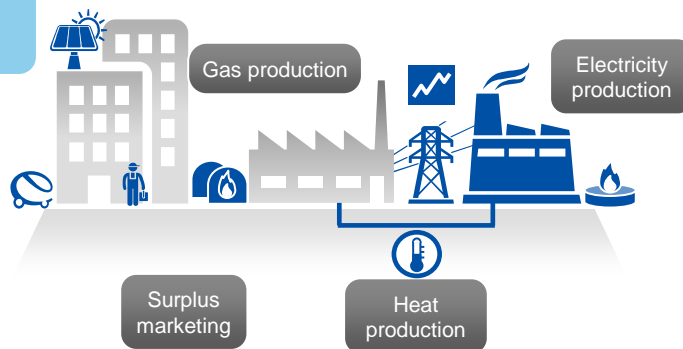 Gas production
Electricity
production
Surplus
marketing
Heat
production